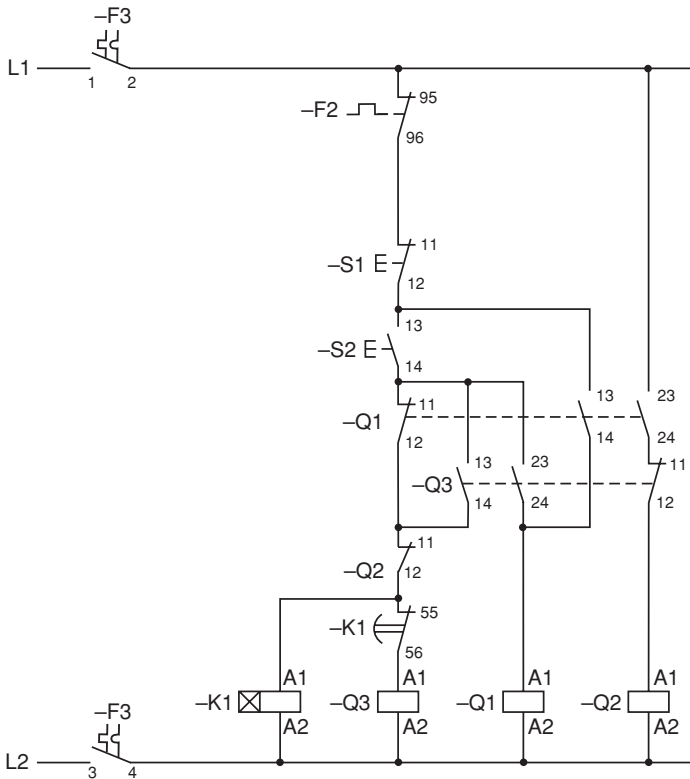 –F3
L1
1 2
95
–F2
96
11
–S1
12
13
–S2
14
11 13 23
–Q1
12 14 24
13 23 11
–Q3
14 24 12
11
–Q2
12
55
–K1
56
A1 A1 A1 A1
–K1 –Q3 –Q1 –Q2
A2 A2 A2 A2
–F3
L2
3 4